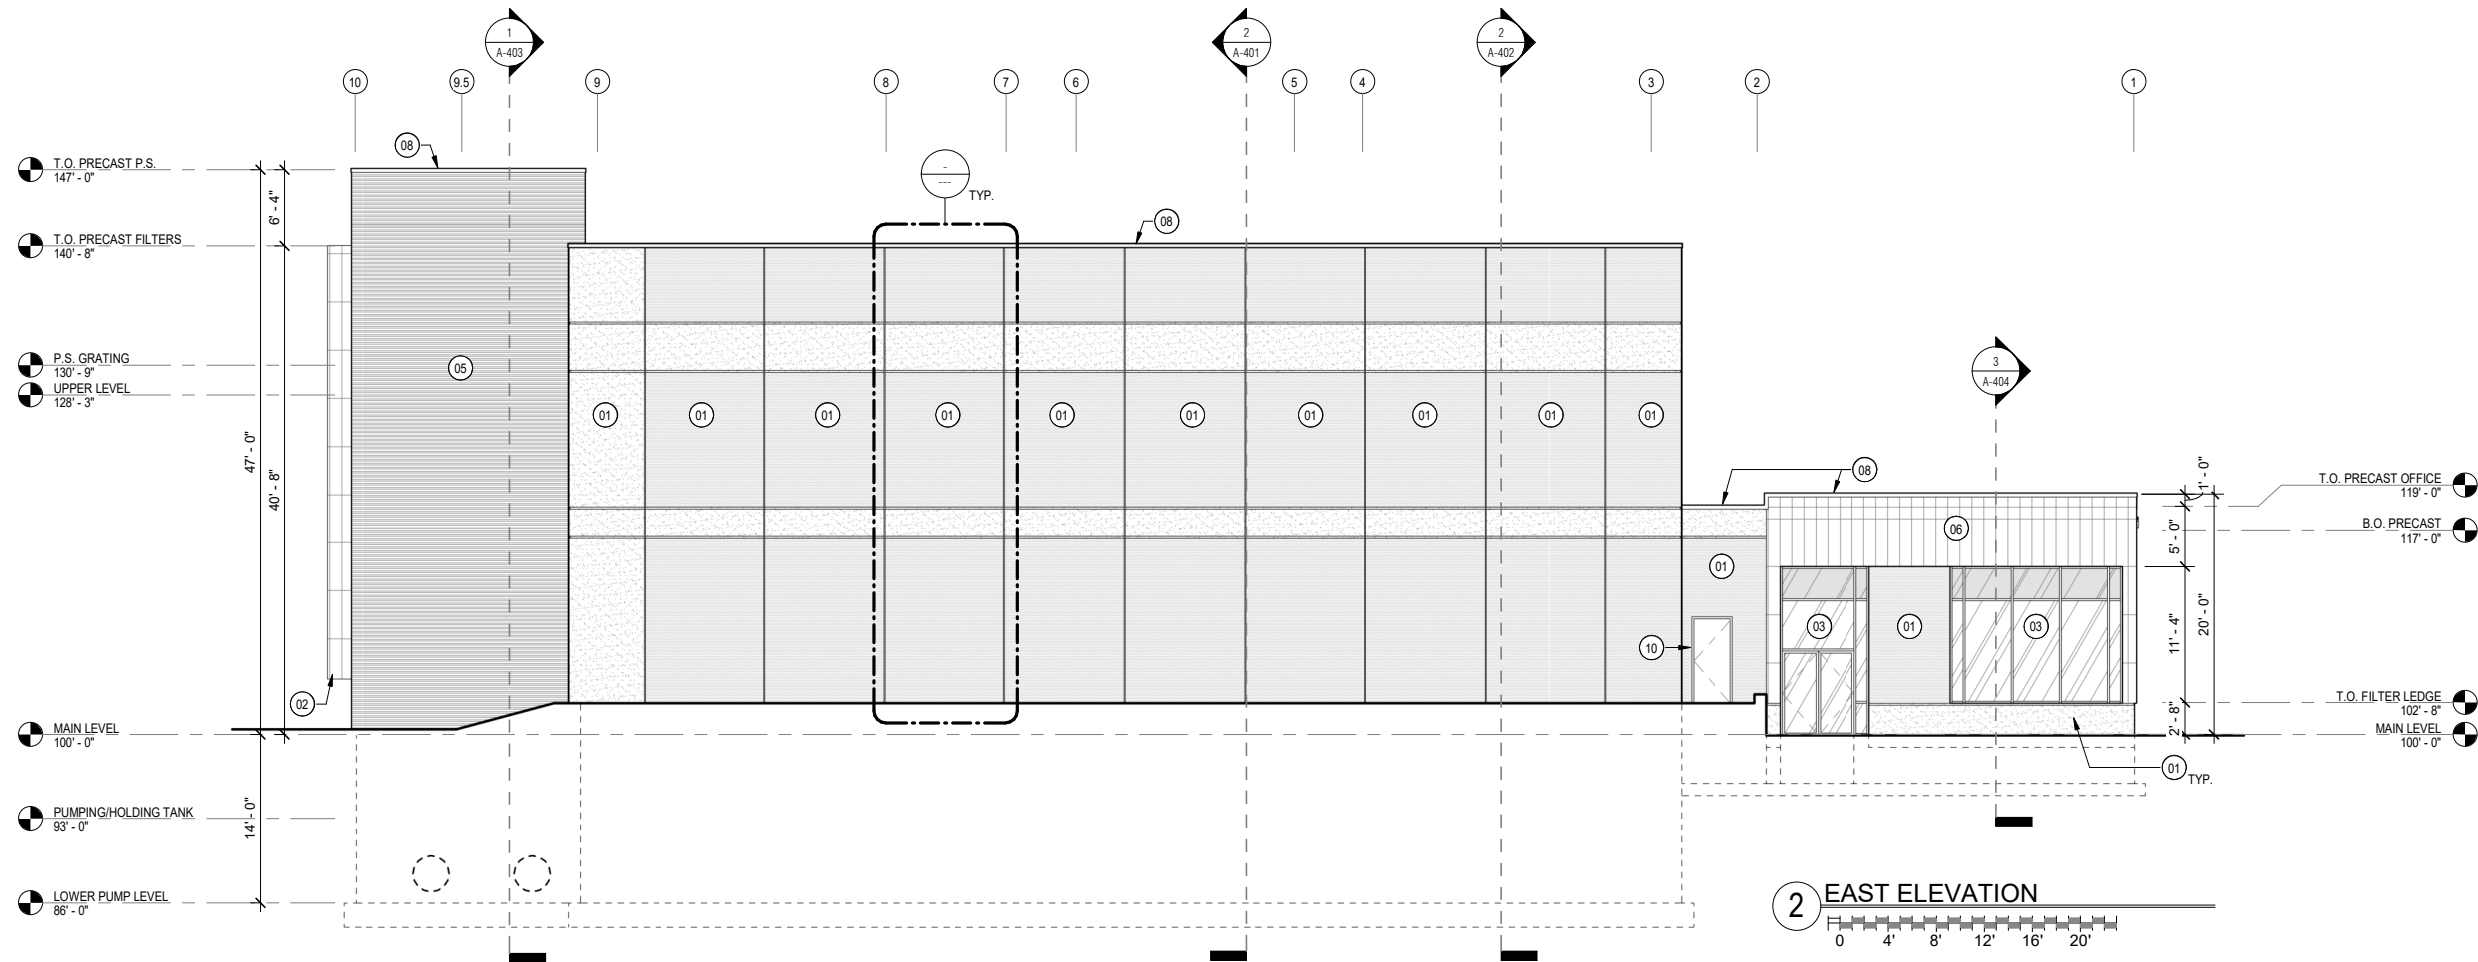 1
A-403
2
A-401
2
A-402
10
9.5
9
8
7
6
5
4
3
2
1
08
T.O. PRECAST P.S.
147' - 0"
-
---
TYP.
6' - 4"
08
T.O. PRECAST FILTERS
140' - 8"
P.S. GRATING
130' - 9"
UPPER LEVEL
128' - 3"
05
3
A-404
01
01
01
01
01
01
01
01
01
01
47' - 0"
40' - 8"
08
1' - 0"
T.O. PRECAST OFFICE
119' - 0"
06
B.O. PRECAST
117' - 0"
5' - 0"
01
03
01
03
11' - 4"
20' - 0"
10
02
T.O. FILTER LEDGE
102' - 8"
2' - 8"
MAIN LEVEL
100' - 0"
MAIN LEVEL
100' - 0"
01
TYP.
PUMPING/HOLDING TANK
93' - 0"
14' - 0"
LOWER PUMP LEVEL
86' - 0"
2
EAST ELEVATION
0 4' 8' 12' 16' 20'